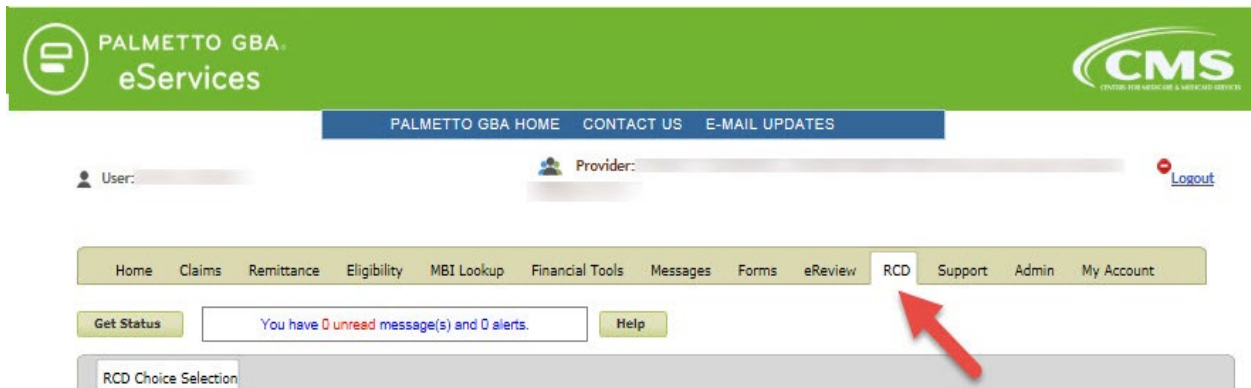 PALMETTO GBA.
eServices
CMS
CENTERS FOR MEDICARE & MEDICAID SERVICES
PALMETTO GBA HOME CONTACT US E-MAIL UPDATES
User:
Provider:
Logout
Home Claims Remittance Eligibility MBI Lookup Financial Tools Messages Forms eReview RCD Support Admin My Account
Get Status You have 0 unread message(s) and 0 alerts. Help
RCD Choice Selection